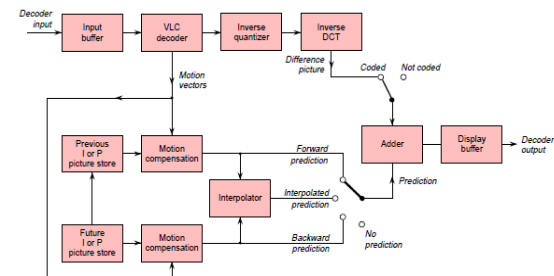 Decoder
input
Input
buffer
VLC
decoder
Inverse
quantizer
Inverse
DCT
Difference
picture
Coded
Not coded
Motion
vectors
Previous
I or P
picture store
Motion
compensation
Forward
prediction
Adder
Display
buffer
Decoder
output
Interpolator
Interpolated
prediction
Prediction
Future
I or P
picture store
Motion
compensation
Backward
prediction
No
prediction